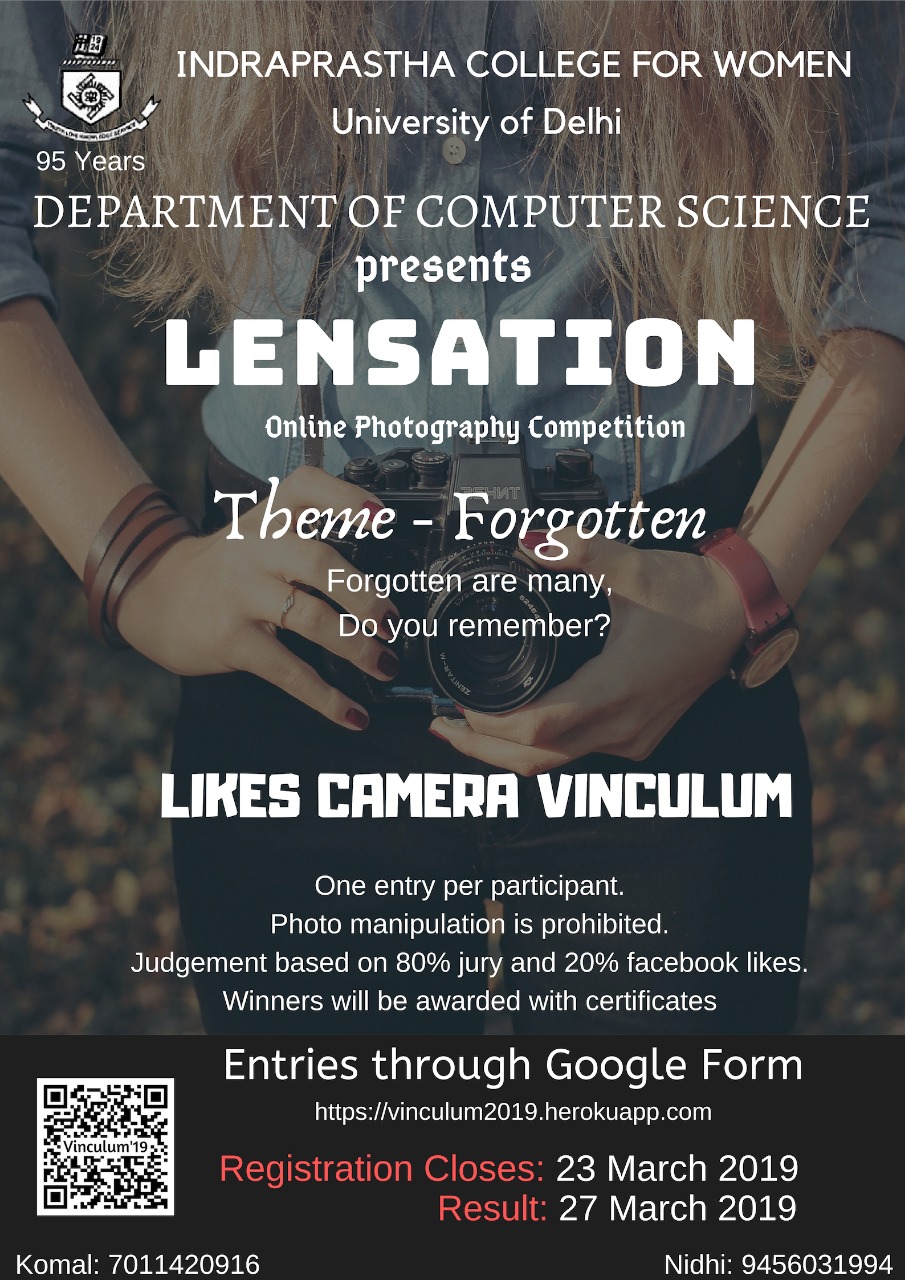 INDRAPRASTHA COLLEGE FOR WOMEN
University of Delhi
95 Years
DEPARTMENT OF COMPUTER SCIENCE
presents
LENSATION
Online Photography Competition
Theme - Forgotten
Forgotten are many,
Do you remember?
ЗЕНИТ
ZENITAR-M
LIKES CAMERA VINCULUM
One entry per participant.
Photo manipulation is prohibited.
Judgement based on 80% jury and 20% facebook likes.
Winners will be awarded with certificates
Entries through Google Form
https://vinculum2019.herokuapp.com
Vinculum'19
Registration Closes: 23 March 2019
Result: 27 March 2019
Komal: 7011420916
Nidhi: 9456031994